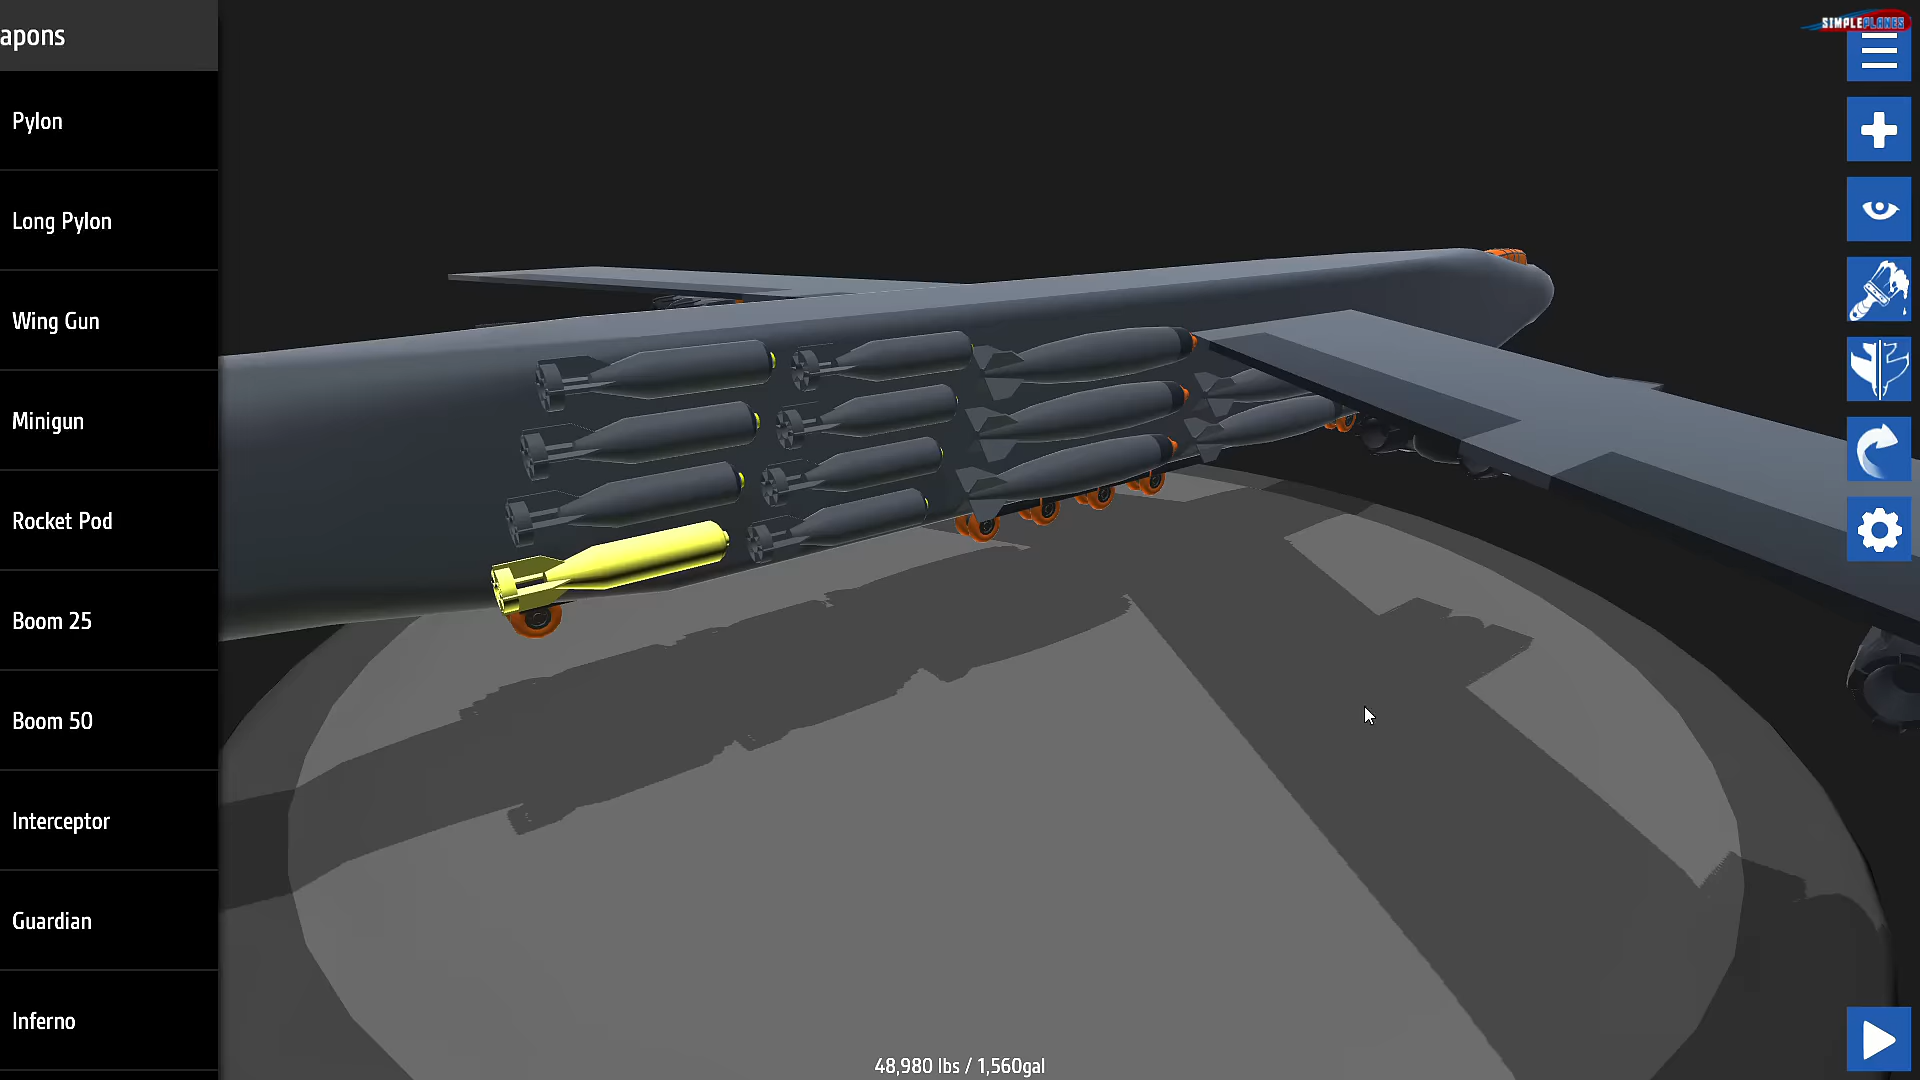 apons
SIMPLEPLANES
Pylon
Long Pylon
Wing Gun
Minigun
Rocket Pod
Boom 25
Boom 50
Interceptor
Guardian
Inferno
48,980 lbs / 1,560gal